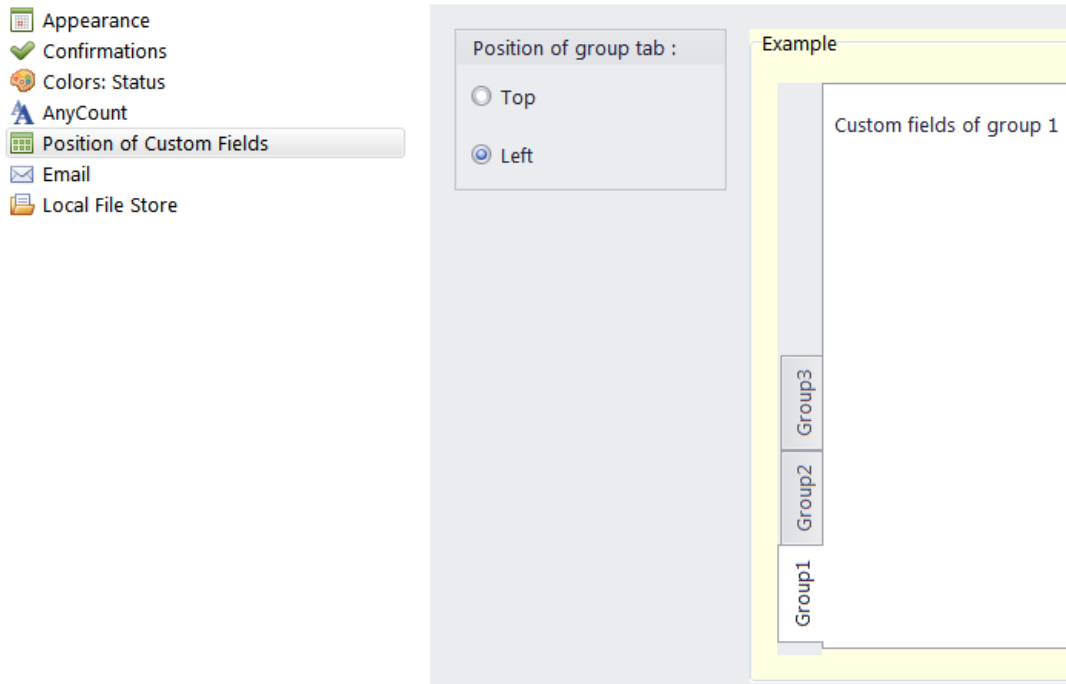 Appearance
Confirmations
Colors: Status
AnyCount
Position of Custom Fields
Email
Local File Store
Position of group tab :
Top
Left
Example
Custom fields of group 1
Group3
Group2
Group1